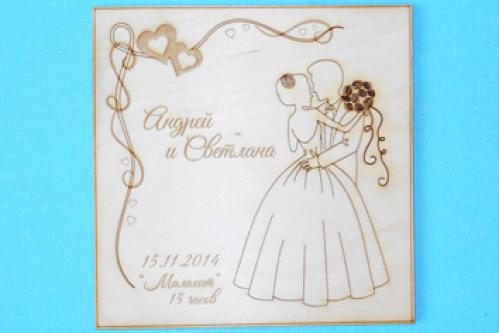 Андрей
и Светлана
15.11.2014
"Малахит"
15 часов